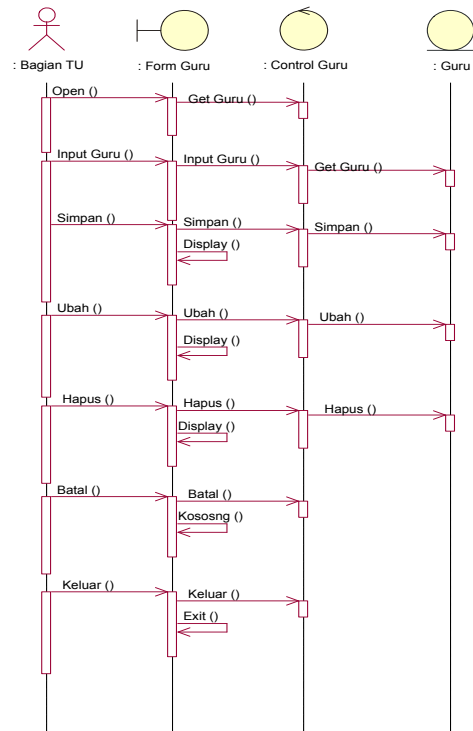 : Bagian TU
: Form Guru
: Control Guru
: Guru
Open ()
Get Guru ()
Input Guru ()
Input Guru ()
Get Guru ()
Simpan ()
Simpan ()
Simpan ()
Display ()
Ubah ()
Ubah ()
Ubah ()
Display ()
Hapus ()
Hapus ()
Hapus ()
Display ()
Batal ()
Batal ()
Kososng ()
Keluar ()
Keluar ()
Exit ()